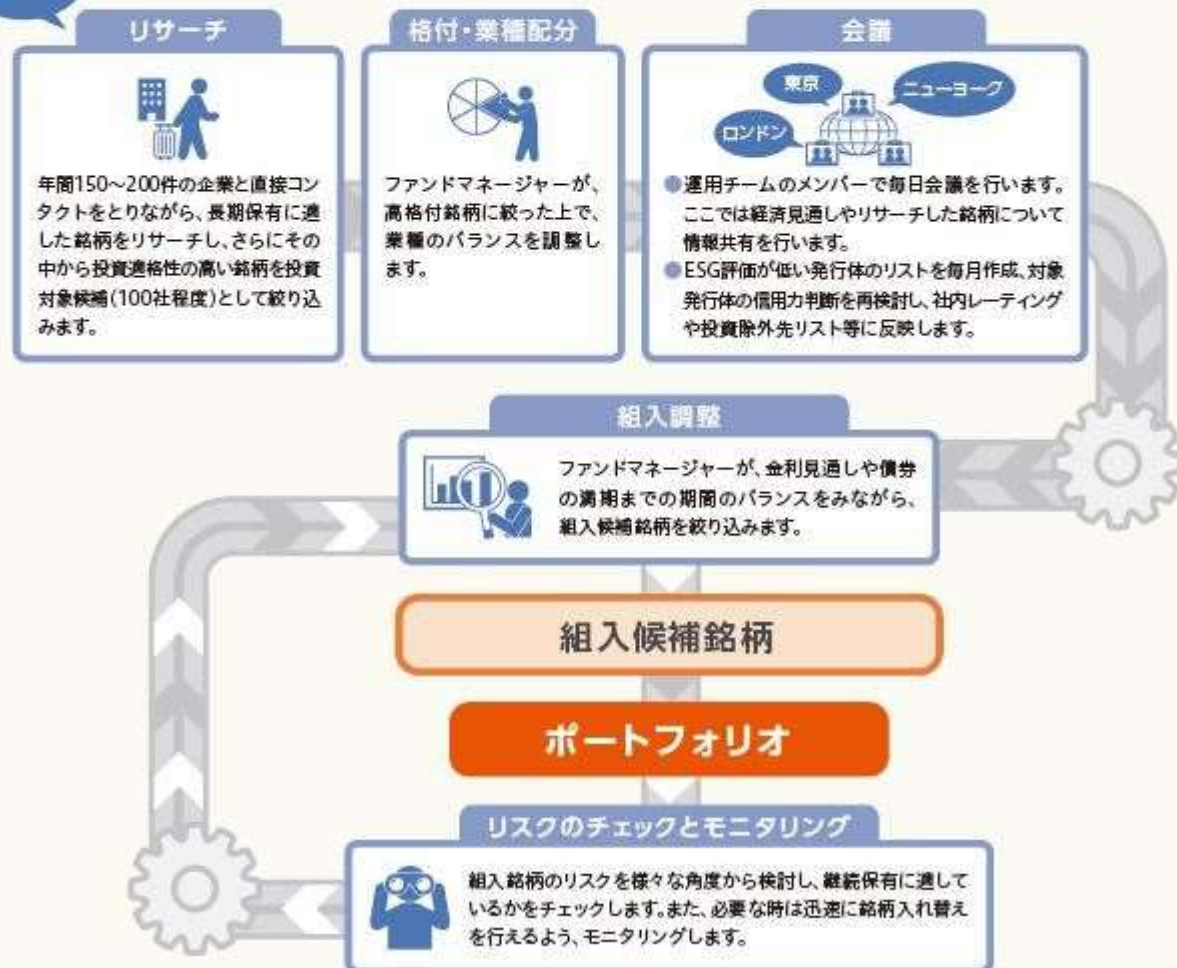 リサーチ
年間150～200件の企業と直接コン
タクトをとりながら、長期保有に適
した銘柄をリサーチし、さらにその
中から投資適格性の高い銘柄を投資
対象候補(100社程度)として絞り込
みます。
格付・業種配分
ファンドマネージャーが、
高格付銘柄に絞った上で、
業種のバランスを調整し
ます。
会議
東京
ニューヨーク
ロンドン
●運用チームのメンバーで毎日会議を行います。
ここでは経済見通しやリサーチした銘柄について
情報共有を行います。
●ESG評価が低い発行体のリストを毎月作成、対象
発行体の信用力判断を再検討し、社内レーティング
や投資除外先リスト等に反映します。
組入調整
ファンドマネージャーが、金利見通しや債券
の満期までの期間のバランスをみながら、
組入候補銘柄を絞り込みます。
組入候補銘柄
ポートフォリオ
リスクのチェックとモニタリング
組入銘柄のリスクを様々な角度から検討し、継続保有に適して
いるかをチェックします。また、必要な時は迅速に銘柄入れ替え
を行えるよう、モニタリングします。